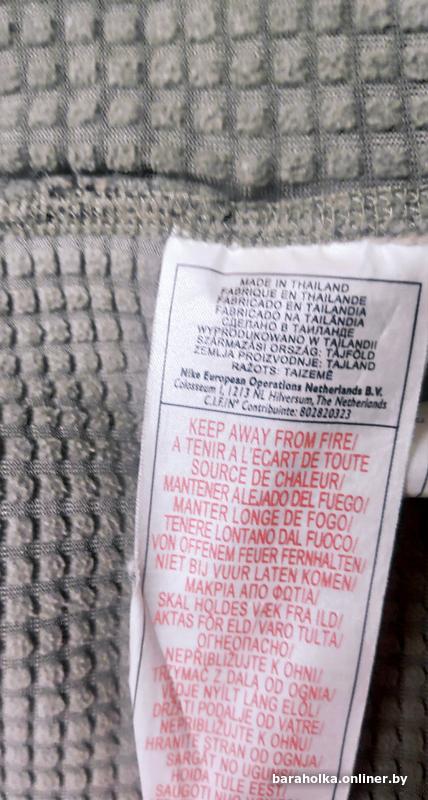 MADE IN THAILAND
FABRIQUE EN THAILANDE
FABRICADO EN TAILANDIA
FABRICADO NA TAILÂNDIA
СДЕЛАНО В ТАИЛАНДЕ
WYPRODUKOWANO W TAJLANDII
SZÁRMAZÁSI ORSZÁG: TÁJFÖLD
ZEMLJA PROIZVODNJE: TAJLAND
RAŽOTS: TAIZEMĒ
Nike European Operations Netherlands B.V.
Colosseum 1, 1213 NL Hilversum, The Netherlands
C.I.F/Nº Contribuinte: 802820323
KEEP AWAY FROM FIRE/
A TENIR A L'ECART DE TOUTE
SOURCE DE CHALEUR/
MANTENER ALEJADO DEL FUEGO/
MANTER LONGE DE FOGO/
TENERE LONTANO DAL FUOCO/
VON OFFENEM FEUER FERNHALTEN/
NIET BIJ VUUR LATEN KOMEN/
ΜΑΚΡΙΑ ΑΠΟ ΦΩΤΙΑ/
SKAL HOLDES VÆK FRA ILD/
AKTAS FÖR ELD/VARO TULTA/
ОГНЕОПАСНО/
NEPRIBLIŽUJTE K OHNI/
TRZYMAĆ Z DALA OD OGNIA/
VÉDJE NYÍLT LÁNG ELŐL/
DRŽATI PODALJE OD VATRE/
NEPRIBLIŽUJTE K OHŇU/
HRANITE STRAN OD OGNJA/
SARGĀT NO UGUNS
HOIDA TULE EEST/
SAUGOTI NUO
baraholka.onliner.by